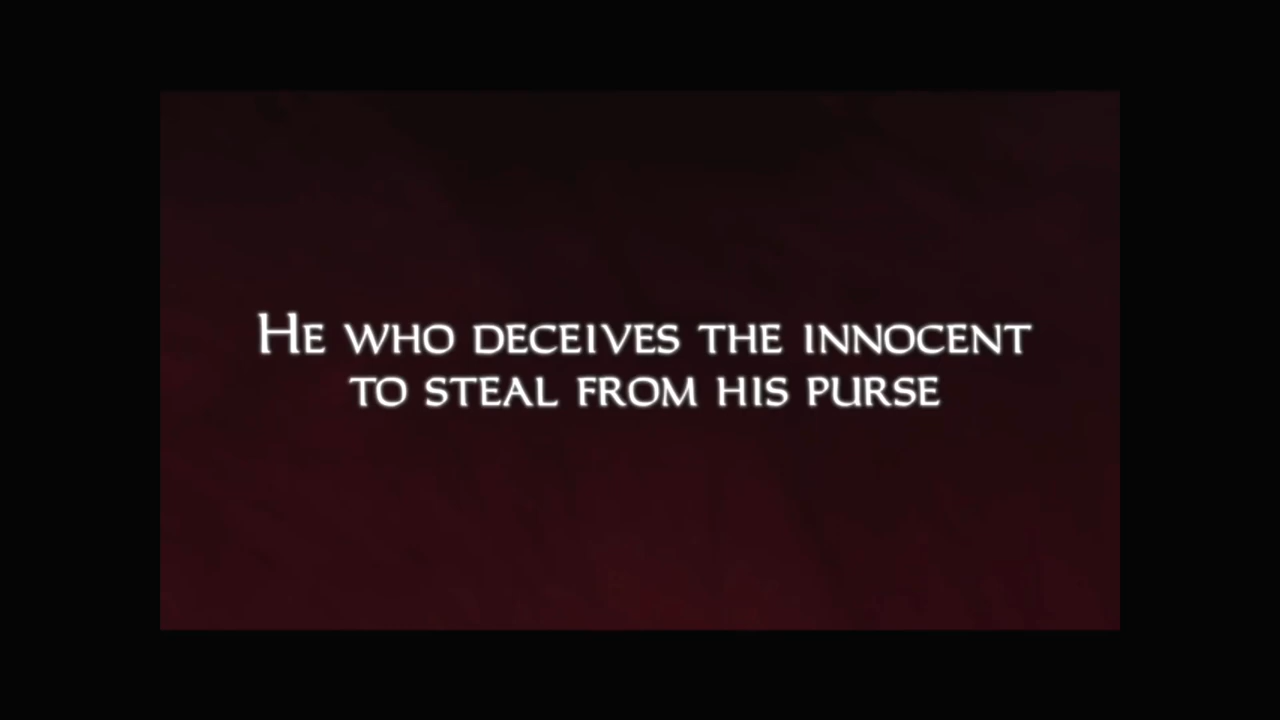 He who deceives the innocent
to steal from his purse